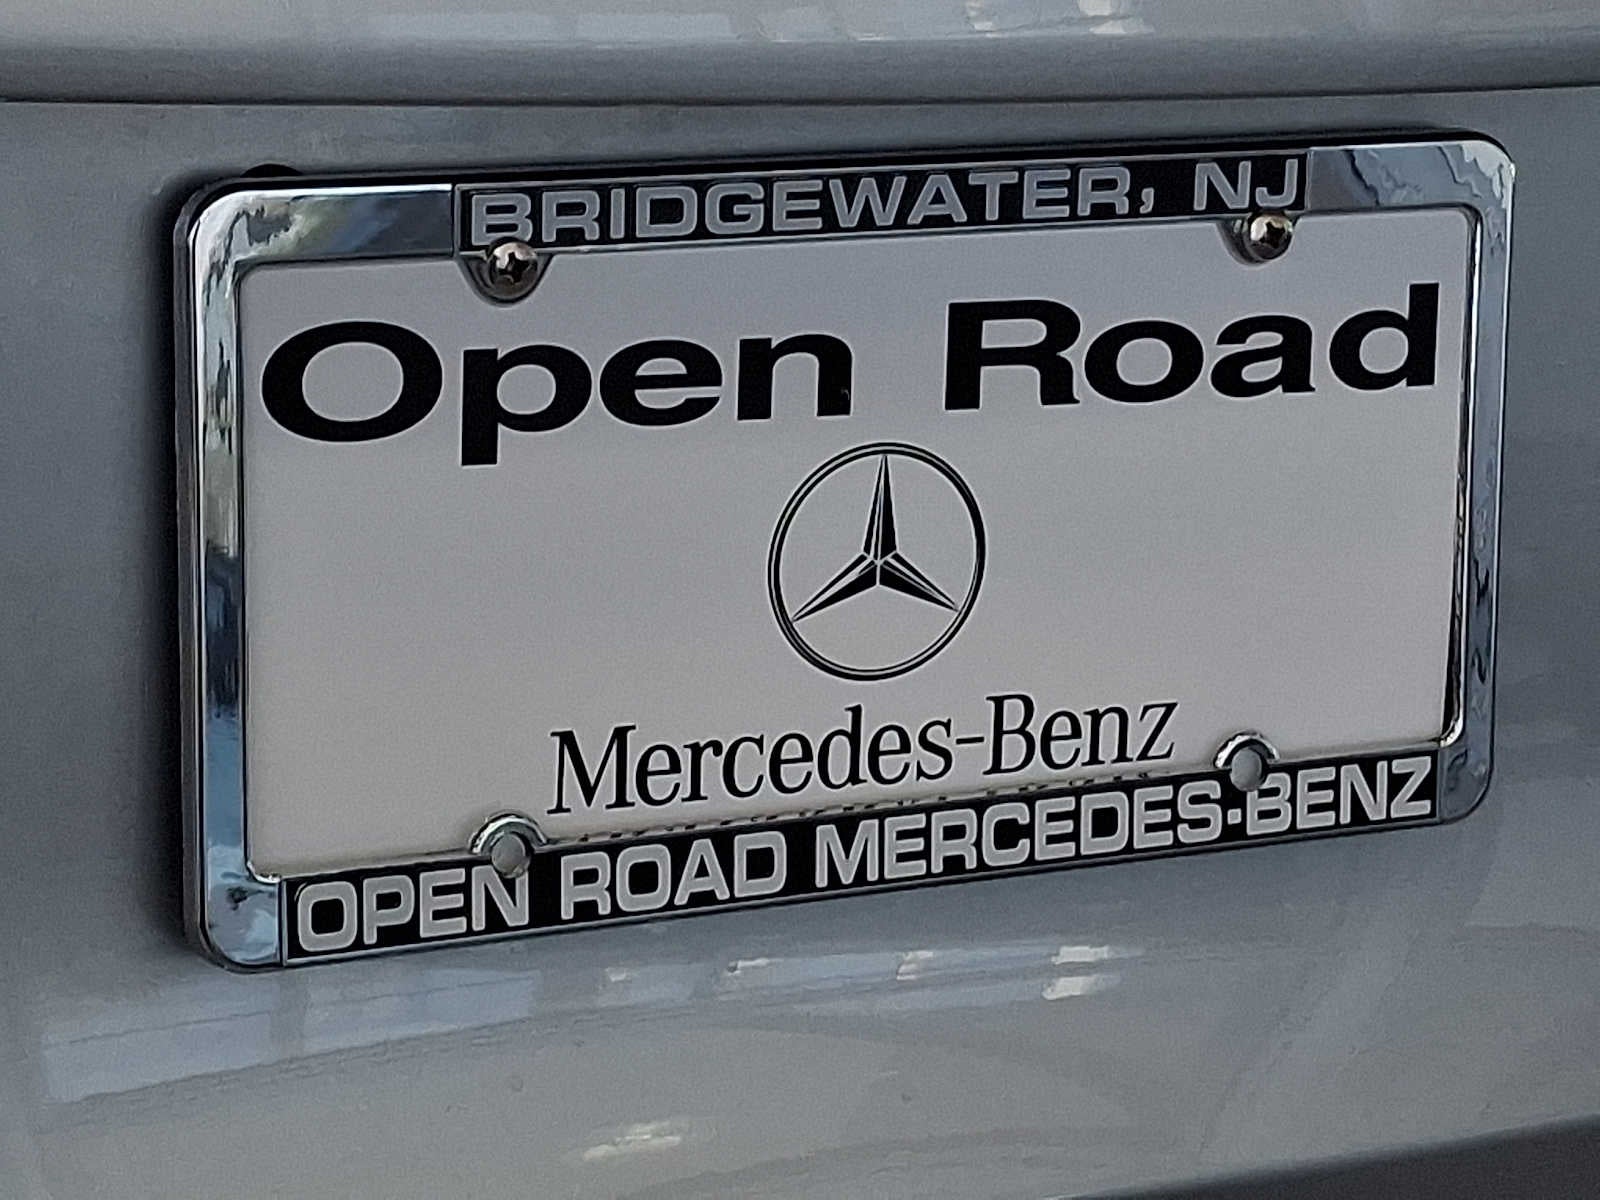 BRIDGEWATER, NJ
Open Road
Mercedes-Benz
OPEN ROAD MERCEDES-BENZ